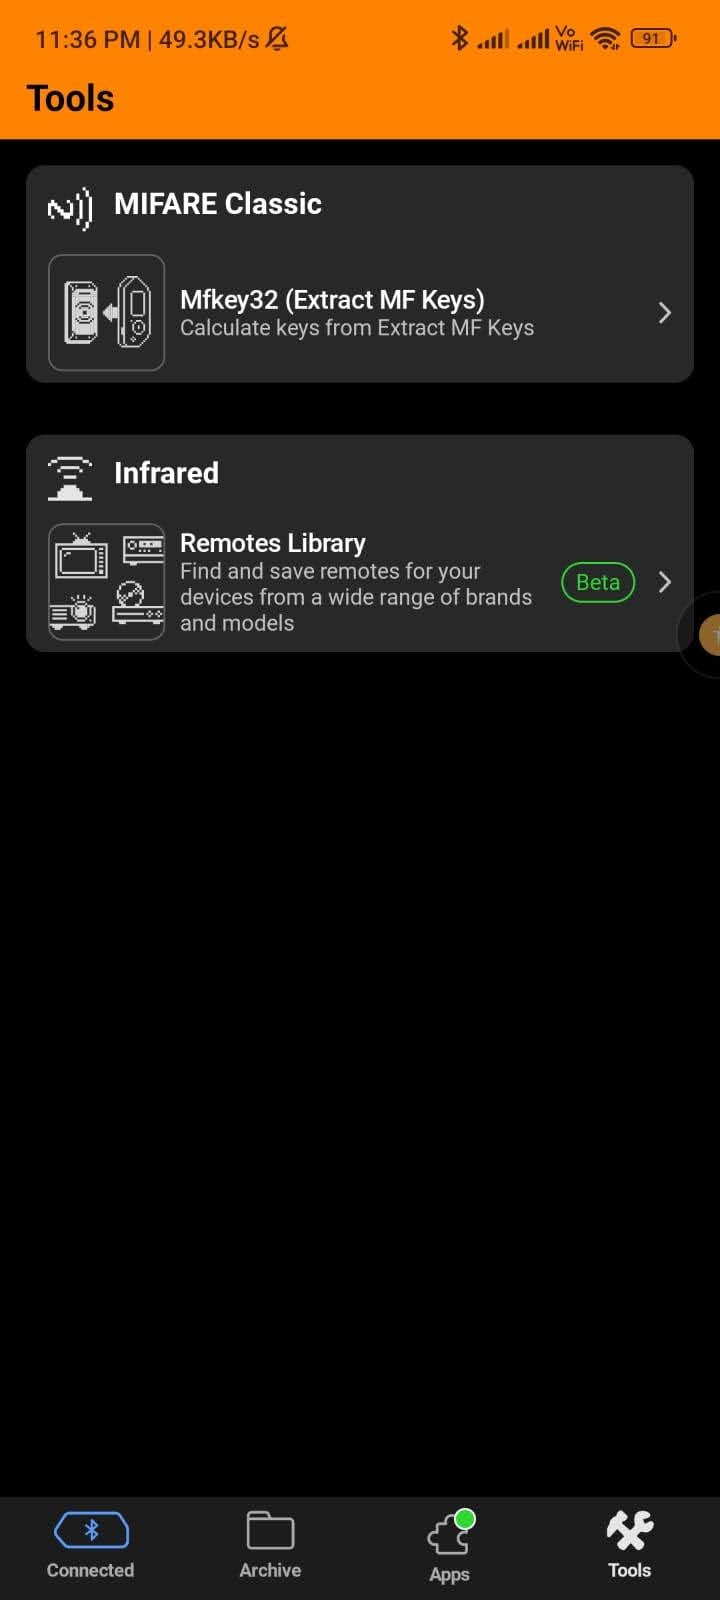 11:36 PM | 49.3KB/s
Vo
WiFi
91
Tools
MIFARE Classic
Mfkey32 (Extract MF Keys)
Calculate keys from Extract MF Keys
Infrared
Remotes Library
Find and save remotes for your
devices from a wide range of brands
and models
Beta
Connected
Archive
Apps
Tools